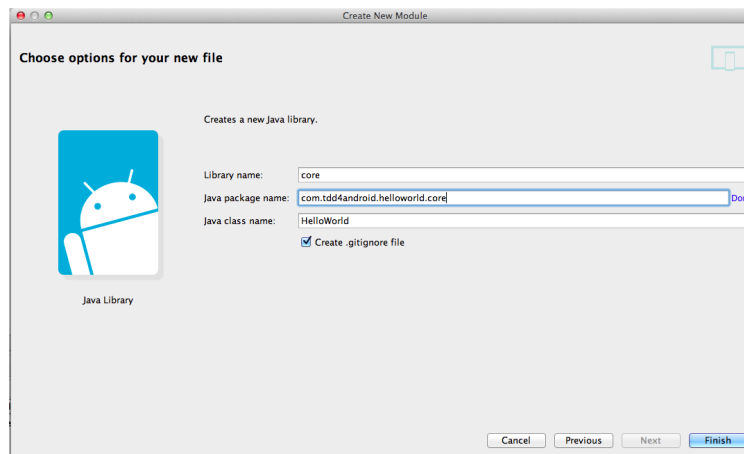 Create New Module
Choose options for your new file
Creates a new Java library.
Library name: core
Java package name: com.tdd4android.helloworld.core
Java class name: HelloWorld
Create .gitignore file
Java Library
Cancel Previous Next Finish